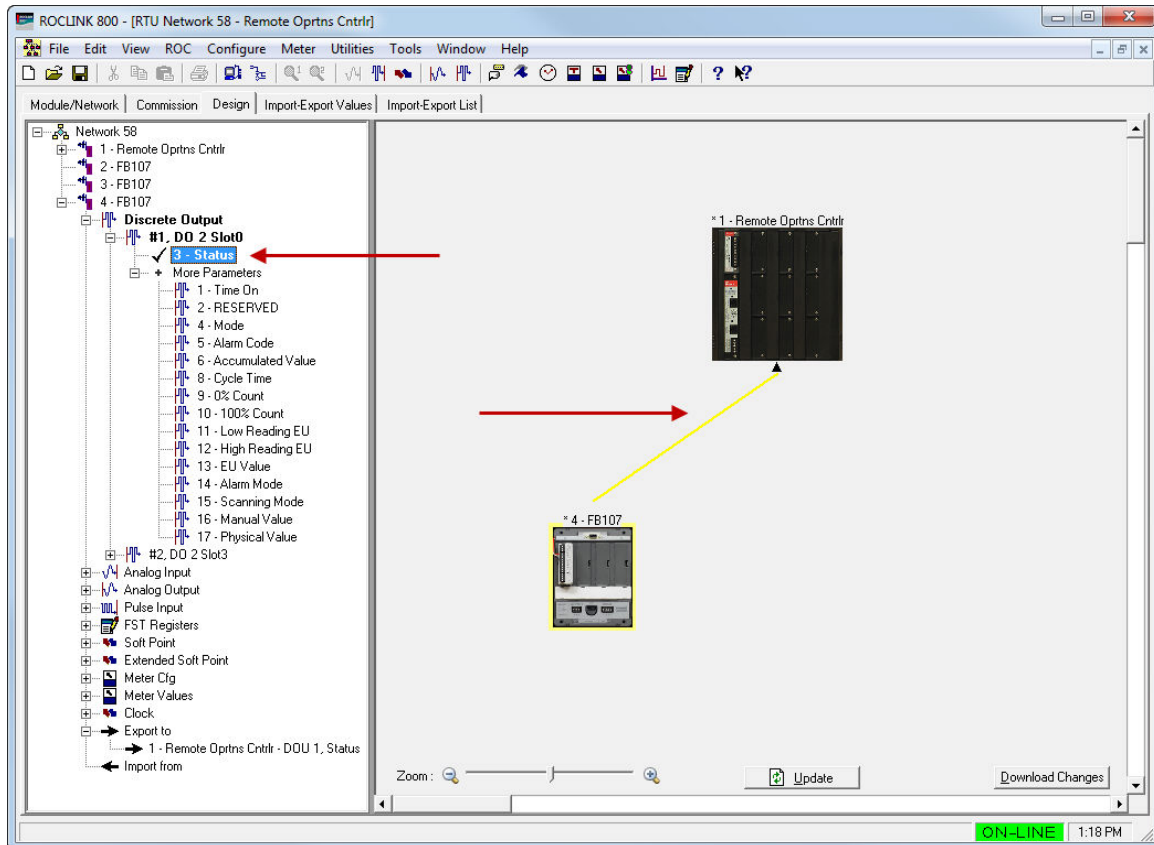 ROCLINK 800 - [RTU Network 58 - Remote Oprtns Cntrlr]
File Edit View ROC Configure Meter Utilities Tools Window Help
Module/Network Commission Design Import-Export Values Import-Export List
Network 58
1 - Remote Oprtns Cntrlr
2 - FB107
3 - FB107
4 - FB107
Discrete Output
#1, DO 2 Slot0
3 - Status
More Parameters
1 - Time On
2 - RESERVED
4 - Mode
5 - Alarm Code
6 - Accumulated Value
8 - Cycle Time
9 - 0% Count
10 - 100% Count
11 - Low Reading EU
12 - High Reading EU
13 - EU Value
14 - Alarm Mode
15 - Scanning Mode
16 - Manual Value
17 - Physical Value
#2, DO 2 Slot3
Analog Input
Analog Output
Pulse Input
FST Registers
Soft Point
Extended Soft Point
Meter Cfg
Meter Values
Clock
Export to
1 - Remote Oprtns Cntrlr - DOU 1, Status
Import from
* 1 - Remote Oprtns Cntrlr
* 4 - FB107
Zoom :
Update
Download Changes
ON-LINE 1:18 PM